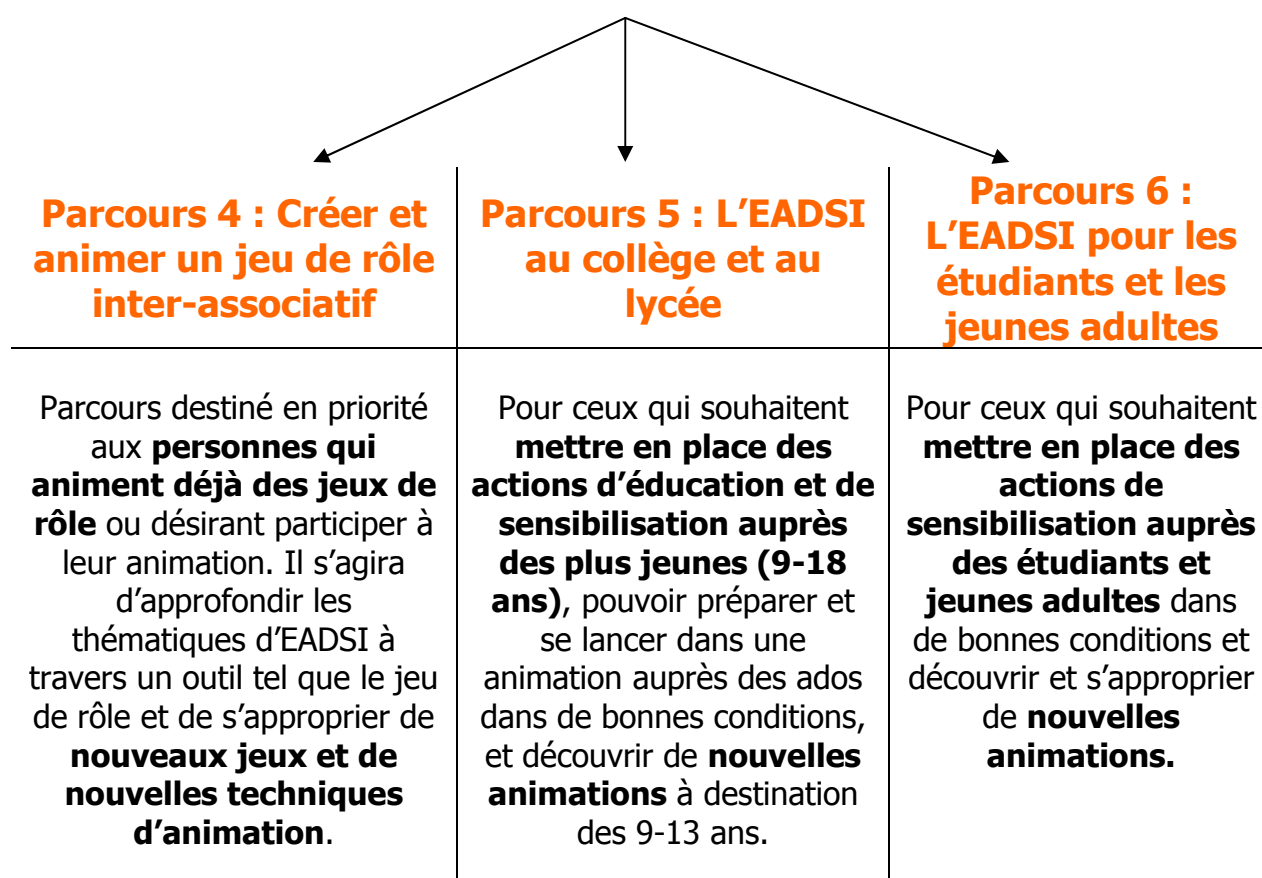 Parcours 4 : Créer et
animer un jeu de rôle
inter-associatif
Parcours 5 : L'EADSI
au collège et au
lycée
Parcours 6 :
L'EADSI pour les
étudiants et les
jeunes adultes
Parcours destiné en priorité
aux personnes qui
animent déjà des jeux de
rôle ou désirant participer à
leur animation. Il s'agira
d'approfondir les
thématiques d'EADSI à
travers un outil tel que le jeu
de rôle et de s'approprier de
nouveaux jeux et de
nouvelles techniques
d'animation.
Pour ceux qui souhaitent
mettre en place des
actions d'éducation et de
sensibilisation auprès
des plus jeunes (9-18
ans), pouvoir préparer et
se lancer dans une
animation auprès des ados
dans de bonnes conditions,
et découvrir de nouvelles
animations à destination
des 9-13 ans.
Pour ceux qui souhaitent
mettre en place des
actions de
sensibilisation auprès
des étudiants et
jeunes adultes dans
de bonnes conditions et
découvrir et s'approprier
de nouvelles
animations.